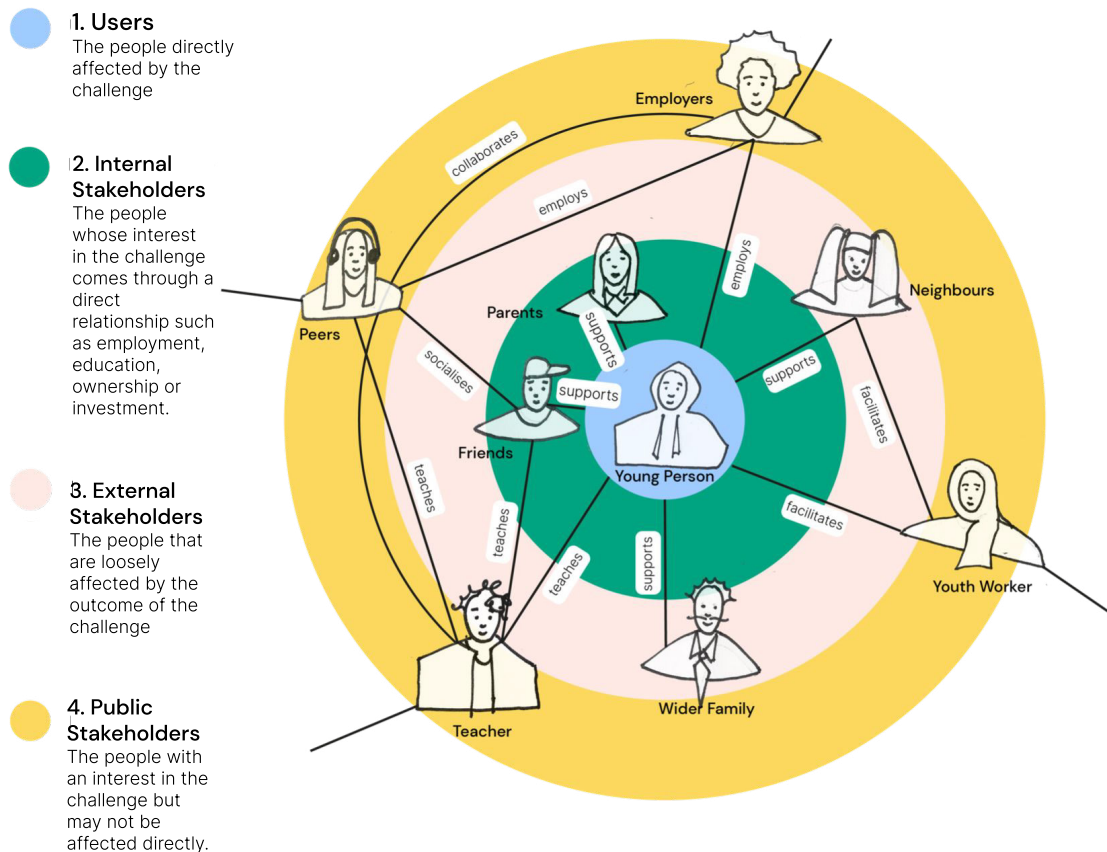 1. Users
The people directly
affected by the
challenge
2. Internal
Stakeholders
The people
whose interest
in the challenge
comes through a
direct
relationship such
as employment,
education,
ownership or
investment.
3. External
Stakeholders
The people that
are loosely
affected by the
outcome of the
challenge
4. Public
Stakeholders
The people with
an interest in the
challenge but
may not be
affected directly.
Employers
collaborates
employs
employs
Parents
Neighbours
Peers
supports
socialises
supports
supports
facilitates
Friends
Young Person
teaches
teaches
teaches
supports
facilitates
Youth Worker
Wider Family
Teacher